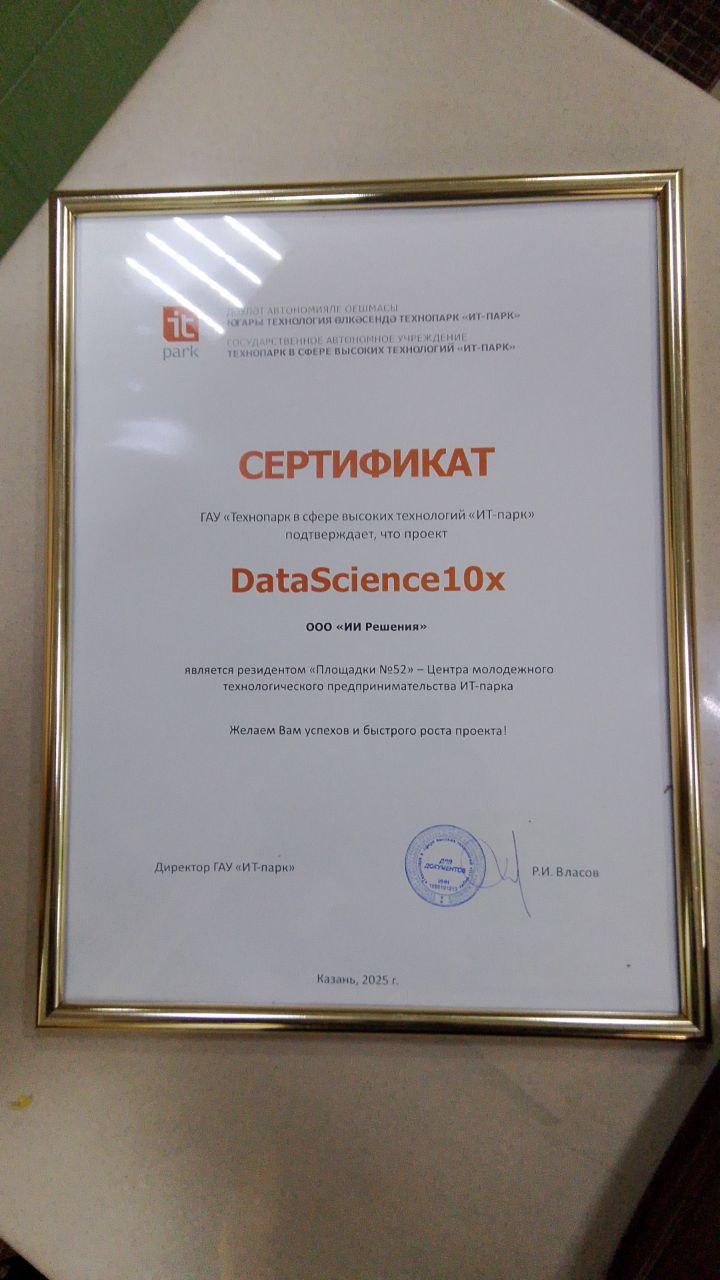 it
park
ДӘҮЛӘТ АВТОНОМИЯЛЕ ОЕШМАСЫ
ЮГАРЫ ТЕХНОЛОГИЯ ӨЛКӘСЕНДӘ ТЕХНОПАРК «ИТ-ПАРК»
ГОСУДАРСТВЕННОЕ АВТОНОМНОЕ УЧРЕЖДЕНИЕ
ТЕХНОПАРК В СФЕРЕ ВЫСОКИХ ТЕХНОЛОГИЙ «ИТ-ПАРК»
СЕРТИФИКАТ
ГАУ «Технопарк в сфере высоких технологий «ИТ-парк»
подтверждает, что проект
DataScience10x
ООО «ИИ Решения»
является резидентом «Площадки №52» – Центра молодежного
технологического предпринимательства ИТ-парка
Желаем Вам успехов и быстрого роста проекта!
Директор ГАУ «ИТ-парк»
ДЛЯ
ДОКУМЕНТОВ
ИНН
Р.И. Власов
Казань, 2025 г.